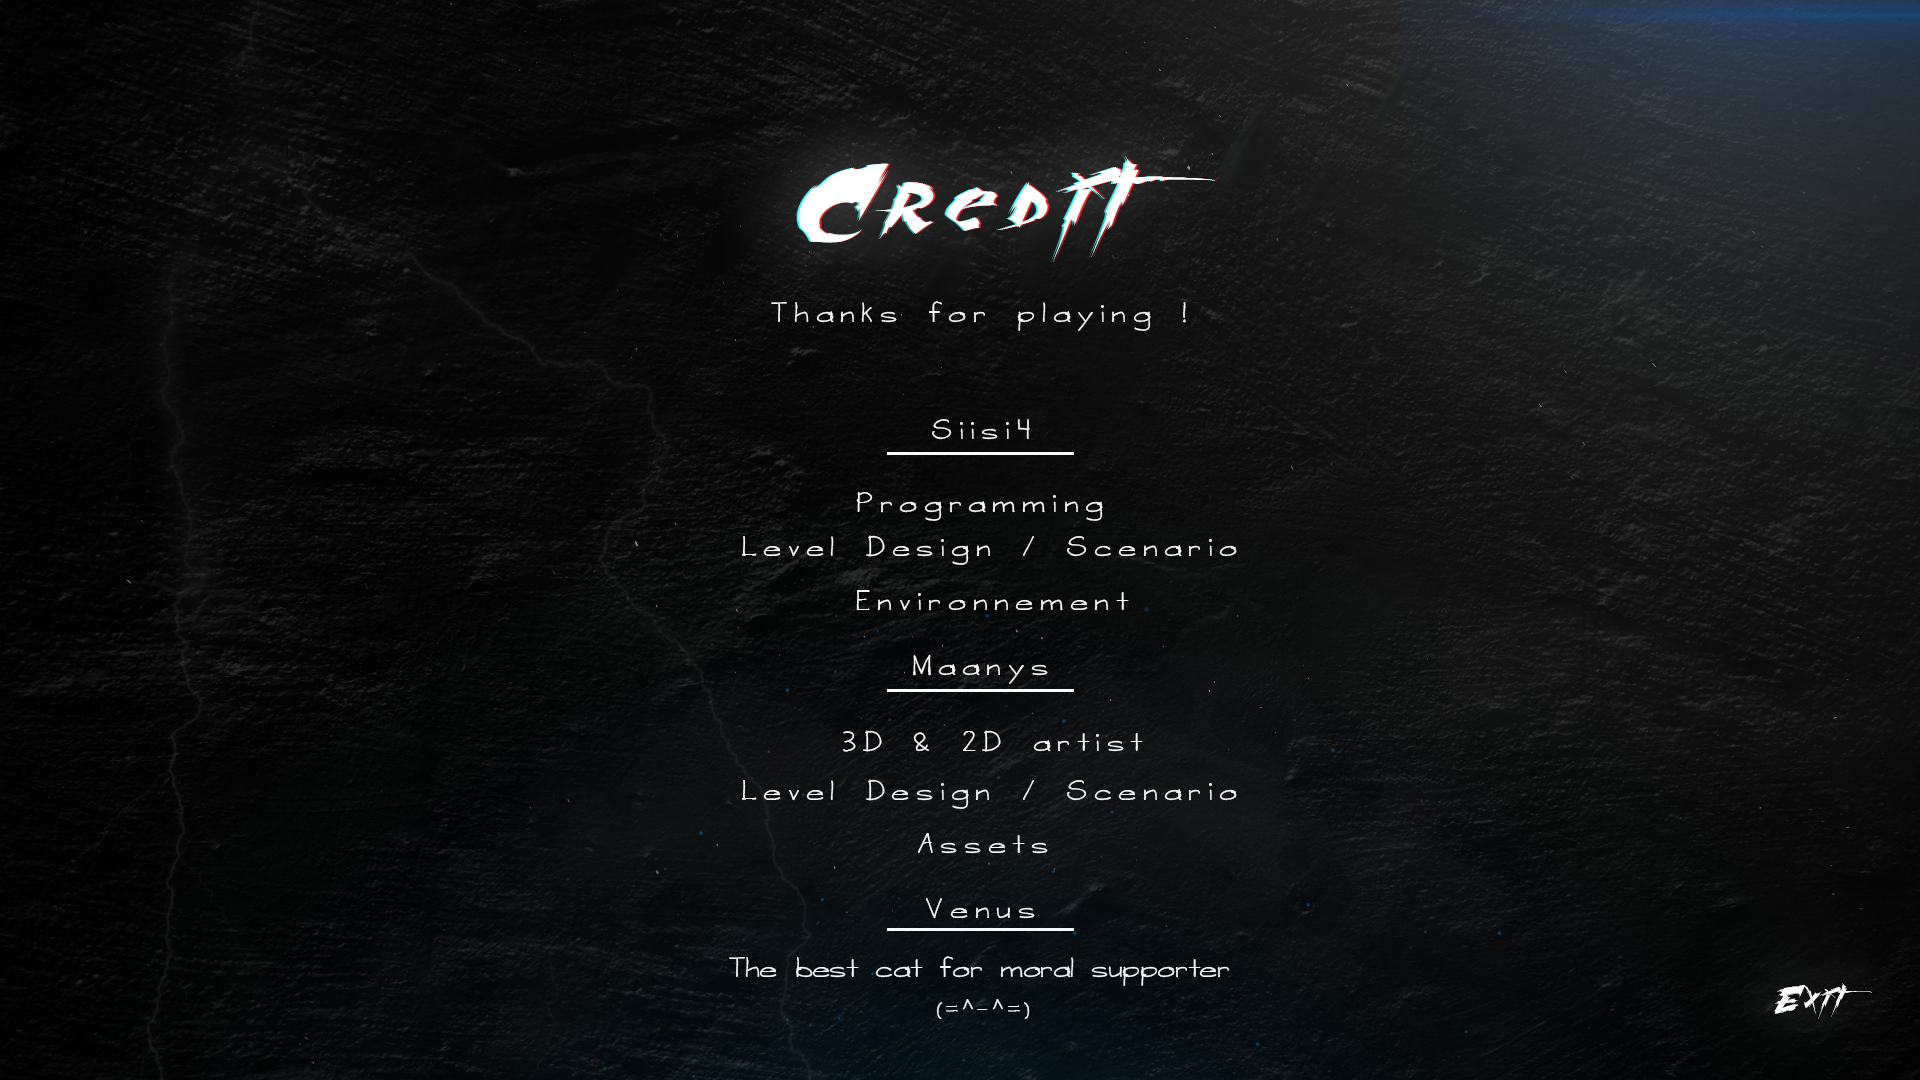 Credit
Thanks for playing !
Siisi4
Programming
Level Design / Scenario
Environnement
Maanys
3D & 2D artist
Level Design / Scenario
Assets
Venus
The best cat for moral supporter
(=^-^=)
Exit